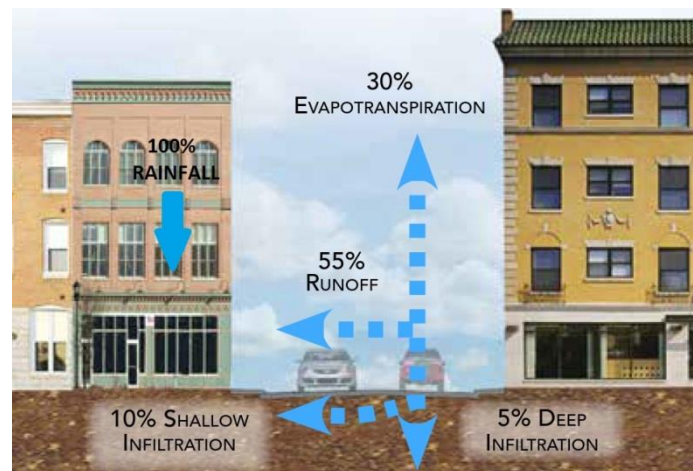 30%
EVAPOTRANSPIRATION
100%
RAINFALL
55%
RUNOFF
10% SHALLOW
INFILTRATION
5% DEEP
INFILTRATION